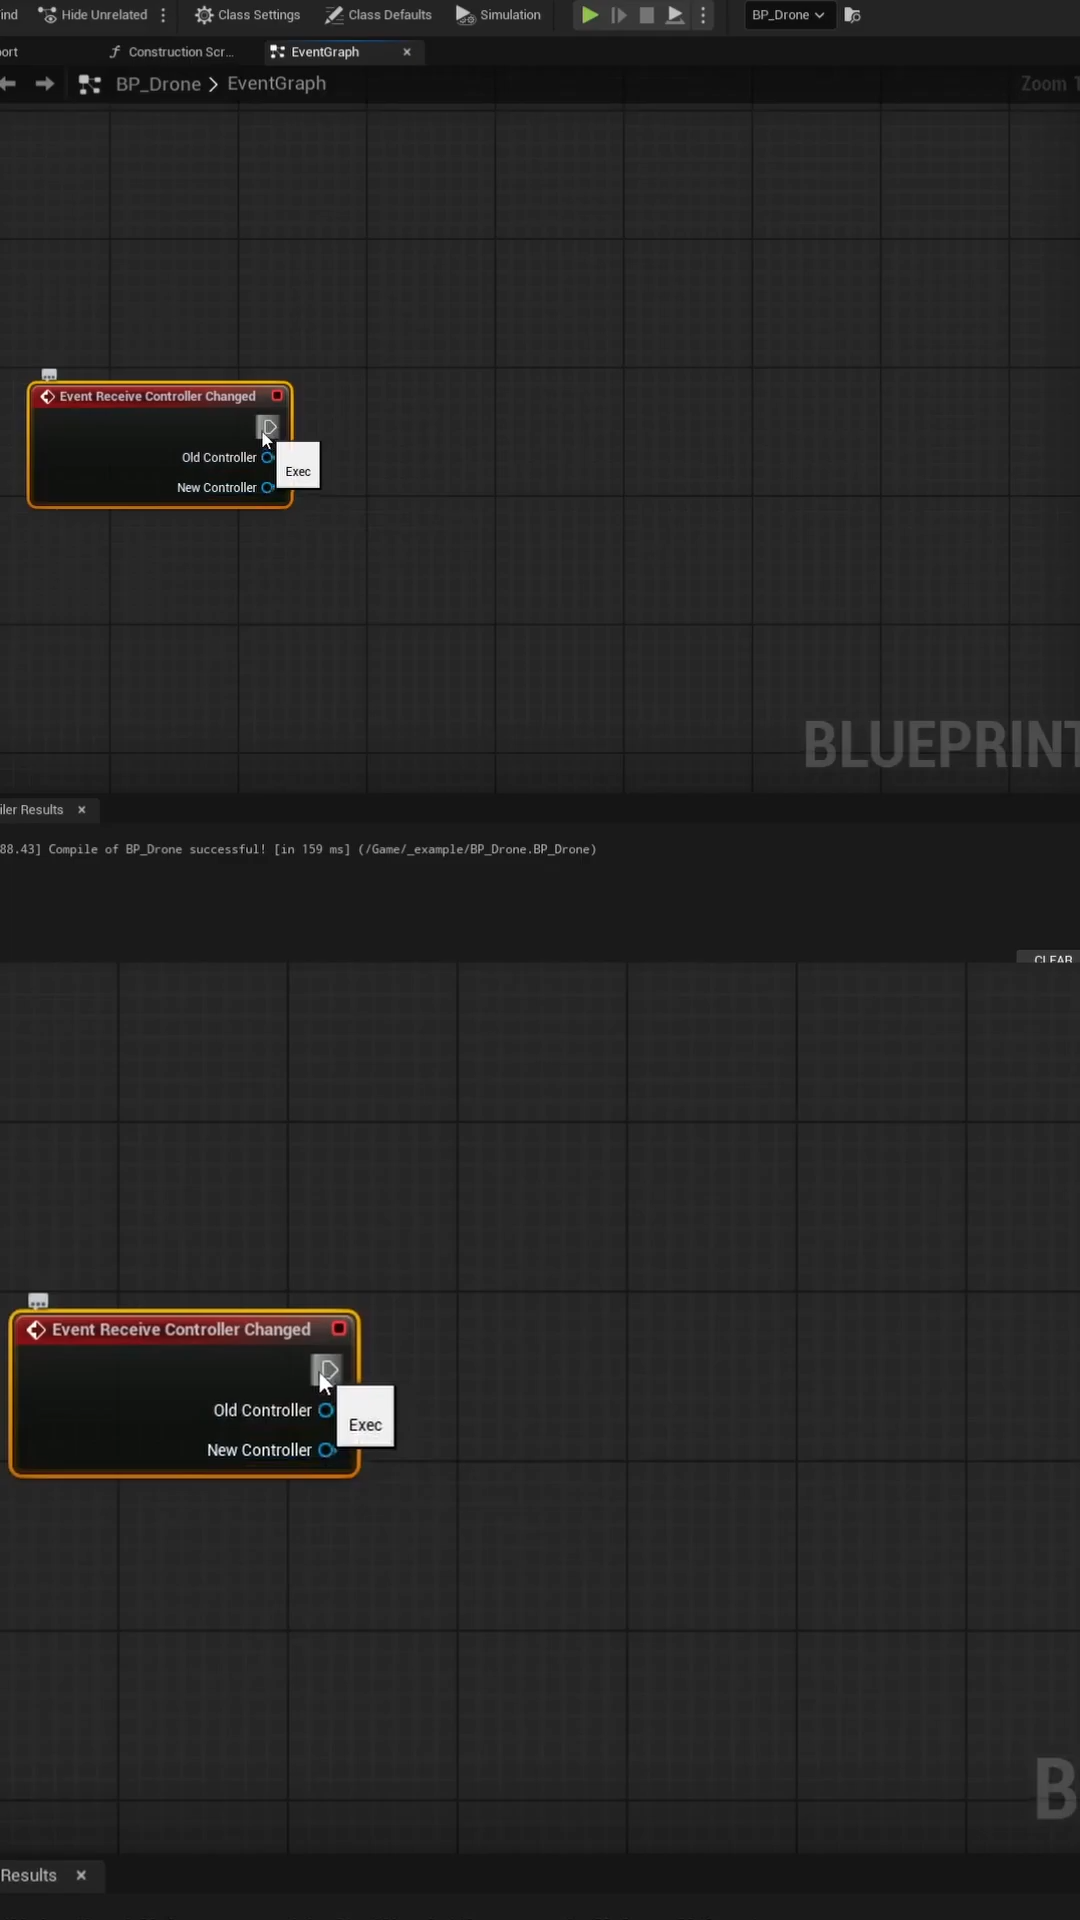 ind Hide Unrelated Class Settings Class Defaults Simulation BP_Drone
ort Construction Scr... EventGraph
BP_Drone > EventGraph Zoom 1
Event Receive Controller Changed
Old Controller
Exec
New Controller
BLUEPRINT
iler Results
88.43] Compile of BP_Drone successful! [in 159 ms] (/Game/_example/BP_Drone.BP_Drone)
CLEAR
Event Receive Controller Changed
Old Controller
Exec
New Controller
B
Results